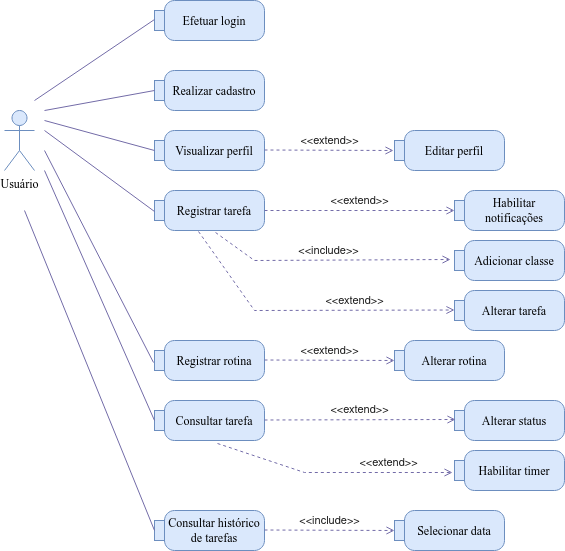 Efetuar login
Realizar cadastro
Visualizar perfil
<<extend>>
Editar perfil
Usuário
Registrar tarefa
<<extend>>
Habilitar
notificações
<<include>>
Adicionar classe
<<extend>>
Alterar tarefa
Registrar rotina
<<extend>>
Alterar rotina
Consultar tarefa
<<extend>>
Alterar status
<<extend>>
Habilitar timer
Consultar histórico
de tarefas
<<include>>
Selecionar data